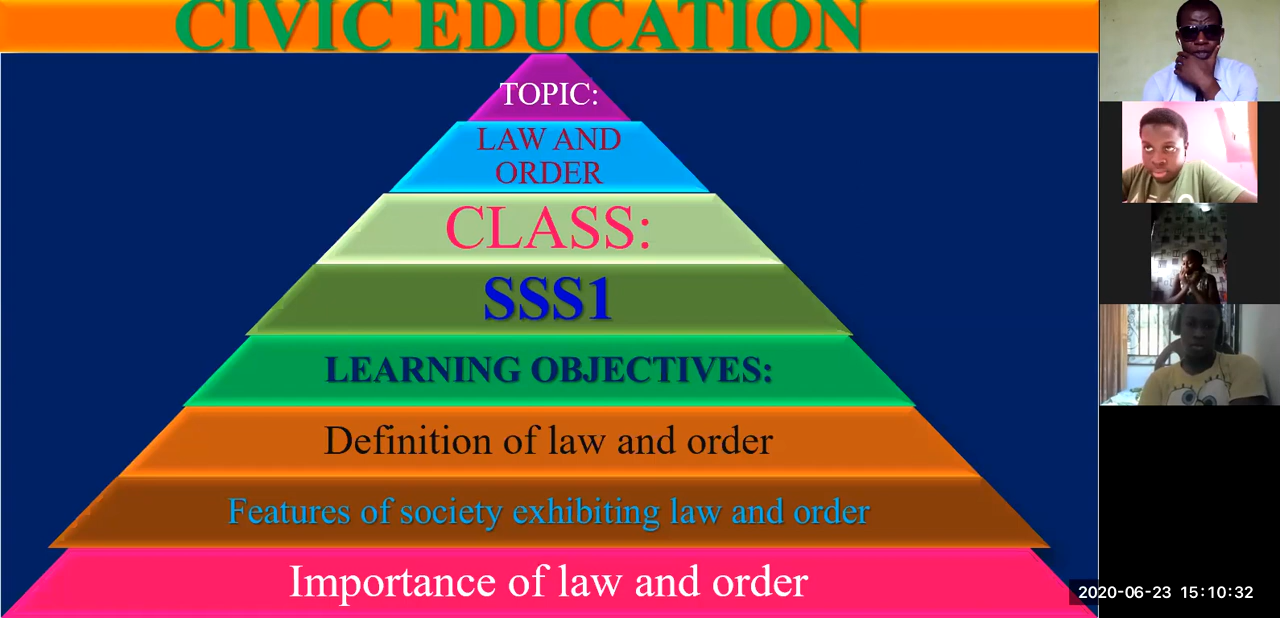 CIVIC EDUCATION
TOPIC:
LAW AND
ORDER
CLASS:
SSS1
LEARNING OBJECTIVES:
Definition of law and order
Features of society exhibiting law and order
Importance of law and order
2020-06-23 15:10:32